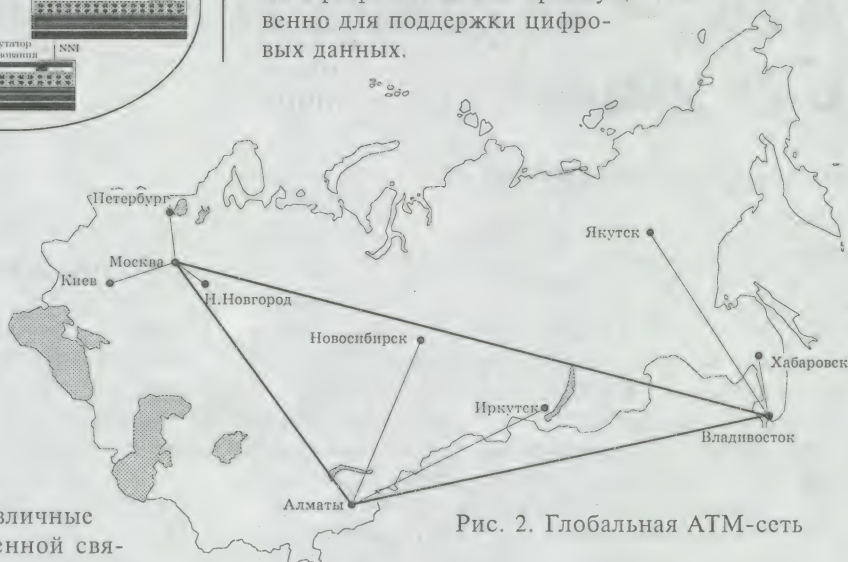 NNI
венно для поддержки цифро-
вых данных.
Петербург
Якутск
Москва
Киев
Н.Новгород
Новосибирск
Хабаровск
Иркутск
Владивосток
Алматы
зличные
Рис. 2. Глобальная АТМ-сеть
енной свя-